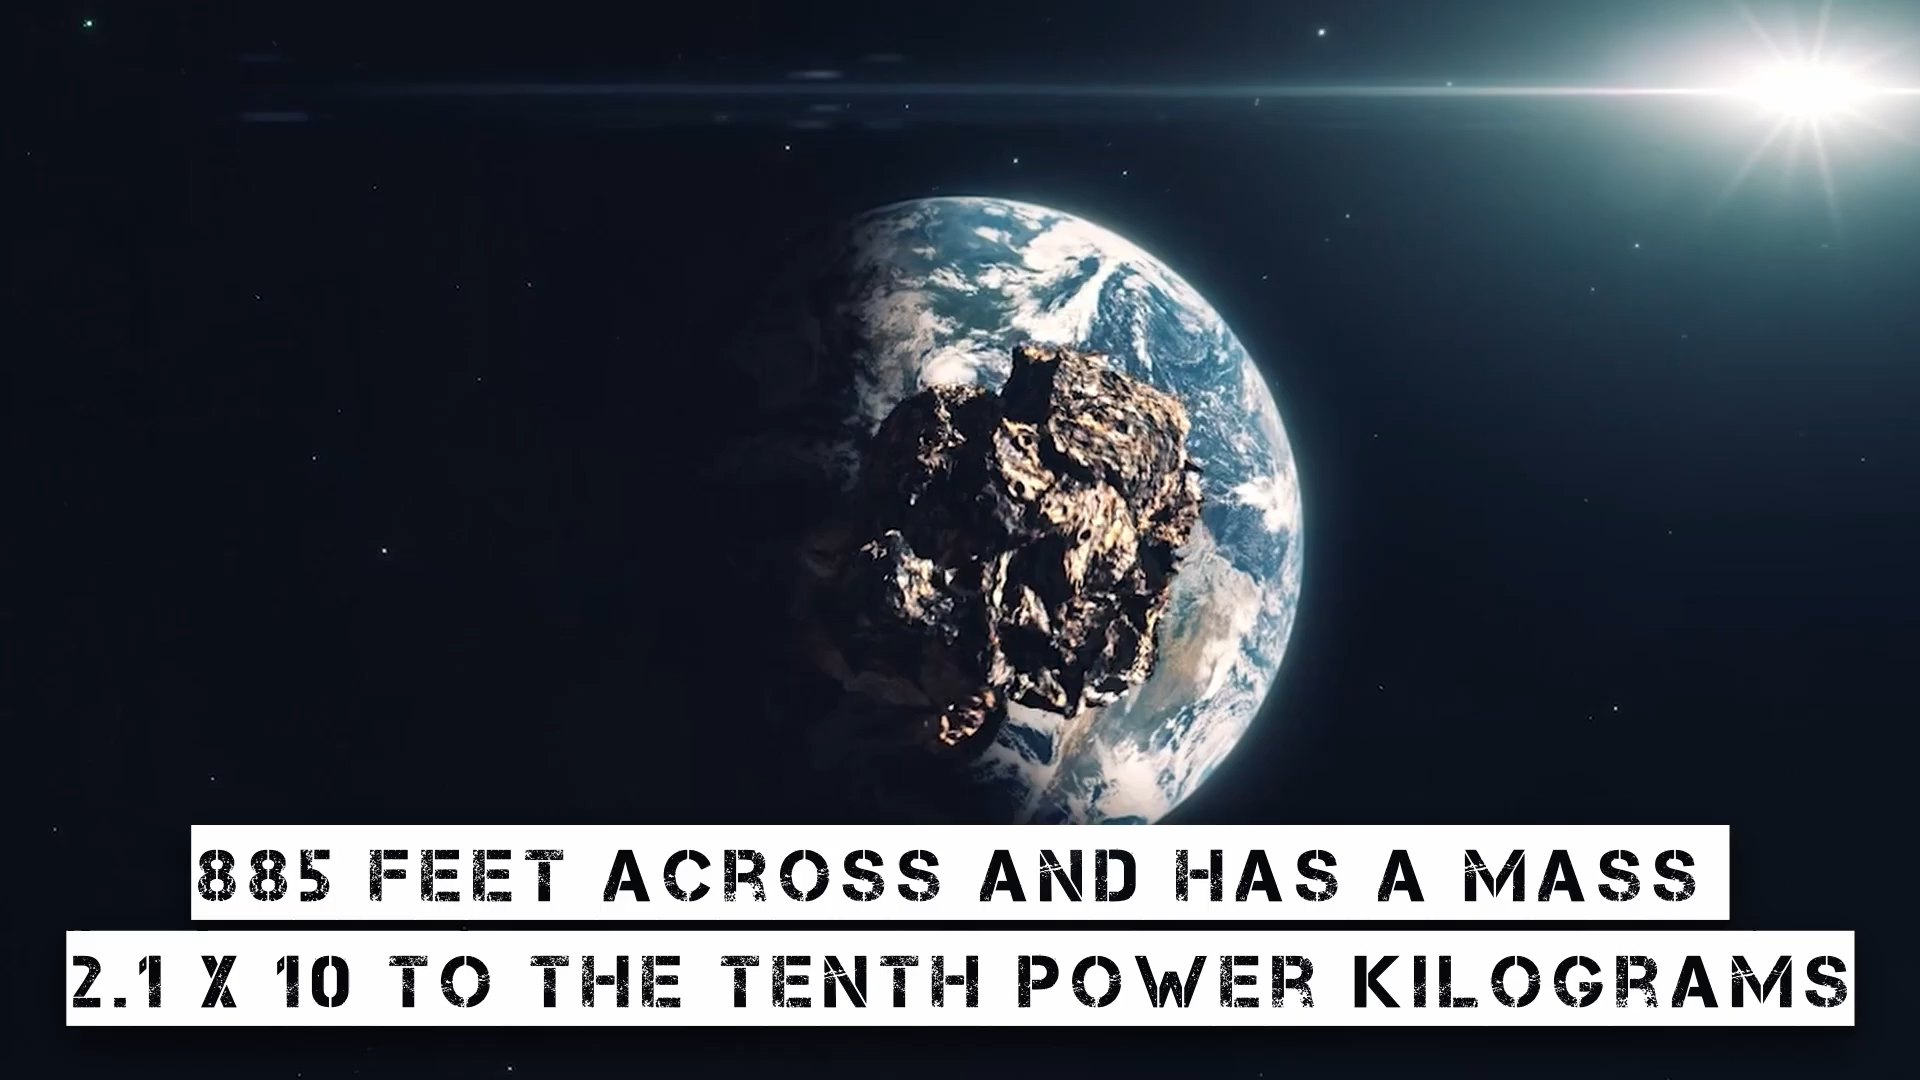 885 FEET ACROSS AND HAS A MASS
2.1 X 10 TO THE TENTH POWER KILOGRAMS